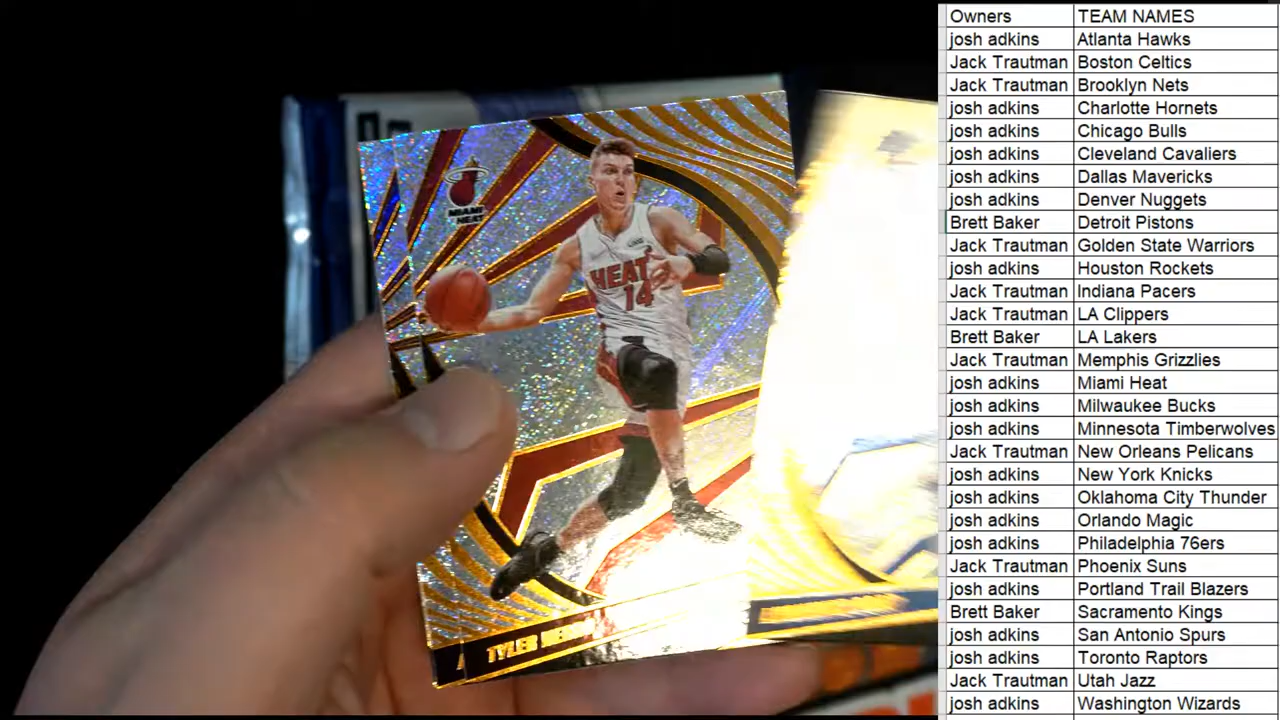 Owners TEAM NAMES
josh adkins Atlanta Hawks
Jack Trautman Boston Celtics
Jack Trautman Brooklyn Nets
josh adkins Charlotte Hornets
josh adkins Chicago Bulls
josh adkins Cleveland Cavaliers
josh adkins Dallas Mavericks
josh adkins Denver Nuggets
Brett Baker Detroit Pistons
Jack Trautman Golden State Warriors
josh adkins Houston Rockets
Jack Trautman Indiana Pacers
Jack Trautman LA Clippers
Brett Baker LA Lakers
Jack Trautman Memphis Grizzlies
josh adkins Miami Heat
josh adkins Milwaukee Bucks
josh adkins Minnesota Timberwolves
Jack Trautman New Orleans Pelicans
josh adkins New York Knicks
josh adkins Oklahoma City Thunder
josh adkins Orlando Magic
josh adkins Philadelphia 76ers
Jack Trautman Phoenix Suns
josh adkins Portland Trail Blazers
Brett Baker Sacramento Kings
josh adkins San Antonio Spurs
josh adkins Toronto Raptors
Jack Trautman Utah Jazz
josh adkins Washington Wizards
MIAMI
HEAT
HEAT
14
TYLER